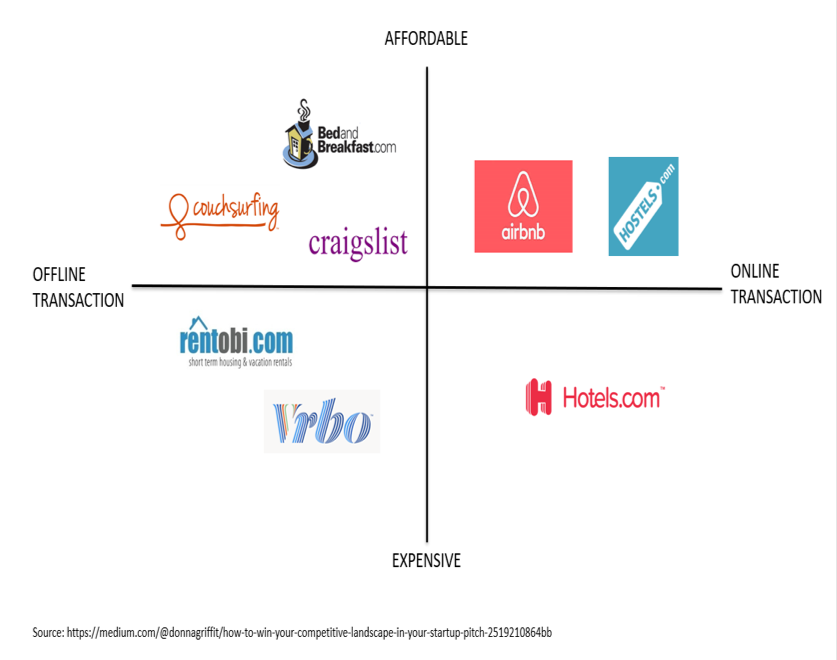 AFFORDABLE
Bedand
Breakfast.com
couchsurfing
craigslist
airbnb
HOSTELS.com
OFFLINE
TRANSACTION
ONLINE
TRANSACTION
rentobi.com
short term housing & vacation rentals
Vrbo
Hotels.com™
EXPENSIVE
Source: https://medium.com/@donnagriffit/how-to-win-your-competitive-landscape-in-your-startup-pitch-2519210864bb